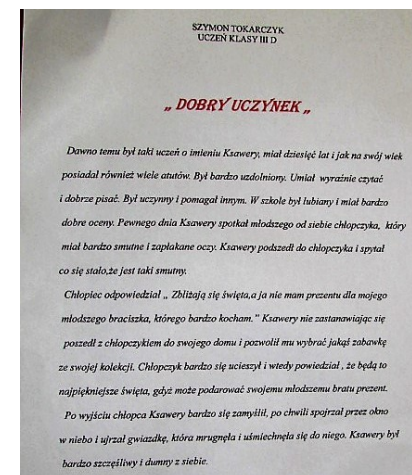 SZYMON TOKARCZYK
UCZEŃ KLASY III D
„ DOBRY UCZYNEK „
Dawno temu był taki uczeń o imieniu Ksawery, miał dziesięć lat i jak na swój wiek
posiadał również wiele atutów. Był bardzo uzdolniony. Umiał wyraźnie czytać
i dobrze pisać. Był uczynny i pomagał innym. W szkole był lubiany i miał bardzo
dobre oceny. Pewnego dnia Ksawery spotkał młodszego od siebie chłopczyka, który
miał bardzo smutne i zapłakane oczy. Ksawery podszedł do chłopczyka i spytał
co się stało,że jest taki smutny.
Chłopiec odpowiedział „ Zbliżają się święta,a ja nie mam prezentu dla mojego
młodszego braciszka, którego bardzo kocham." Ksawery nie zastanawiając się
poszedł z chłopczykiem do swojego domu i pozwolił mu wybrać jakąś zabawkę
ze swojej kolekcji. Chłopczyk bardzo się ucieszył i wtedy powiedział , że będą to
najpiękniejsze święta, gdyż może podarować swojemu młodszemu bratu prezent.
Po wyjściu chłopca Ksawery bardzo się zamyślił, po chwili spojrzał przez okno
w niebo i ujrzał gwiazdkę, która mrugnęła i uśmiechnęła się do niego. Ksawery był
bardzo szczęśliwy i dumny z siebie.